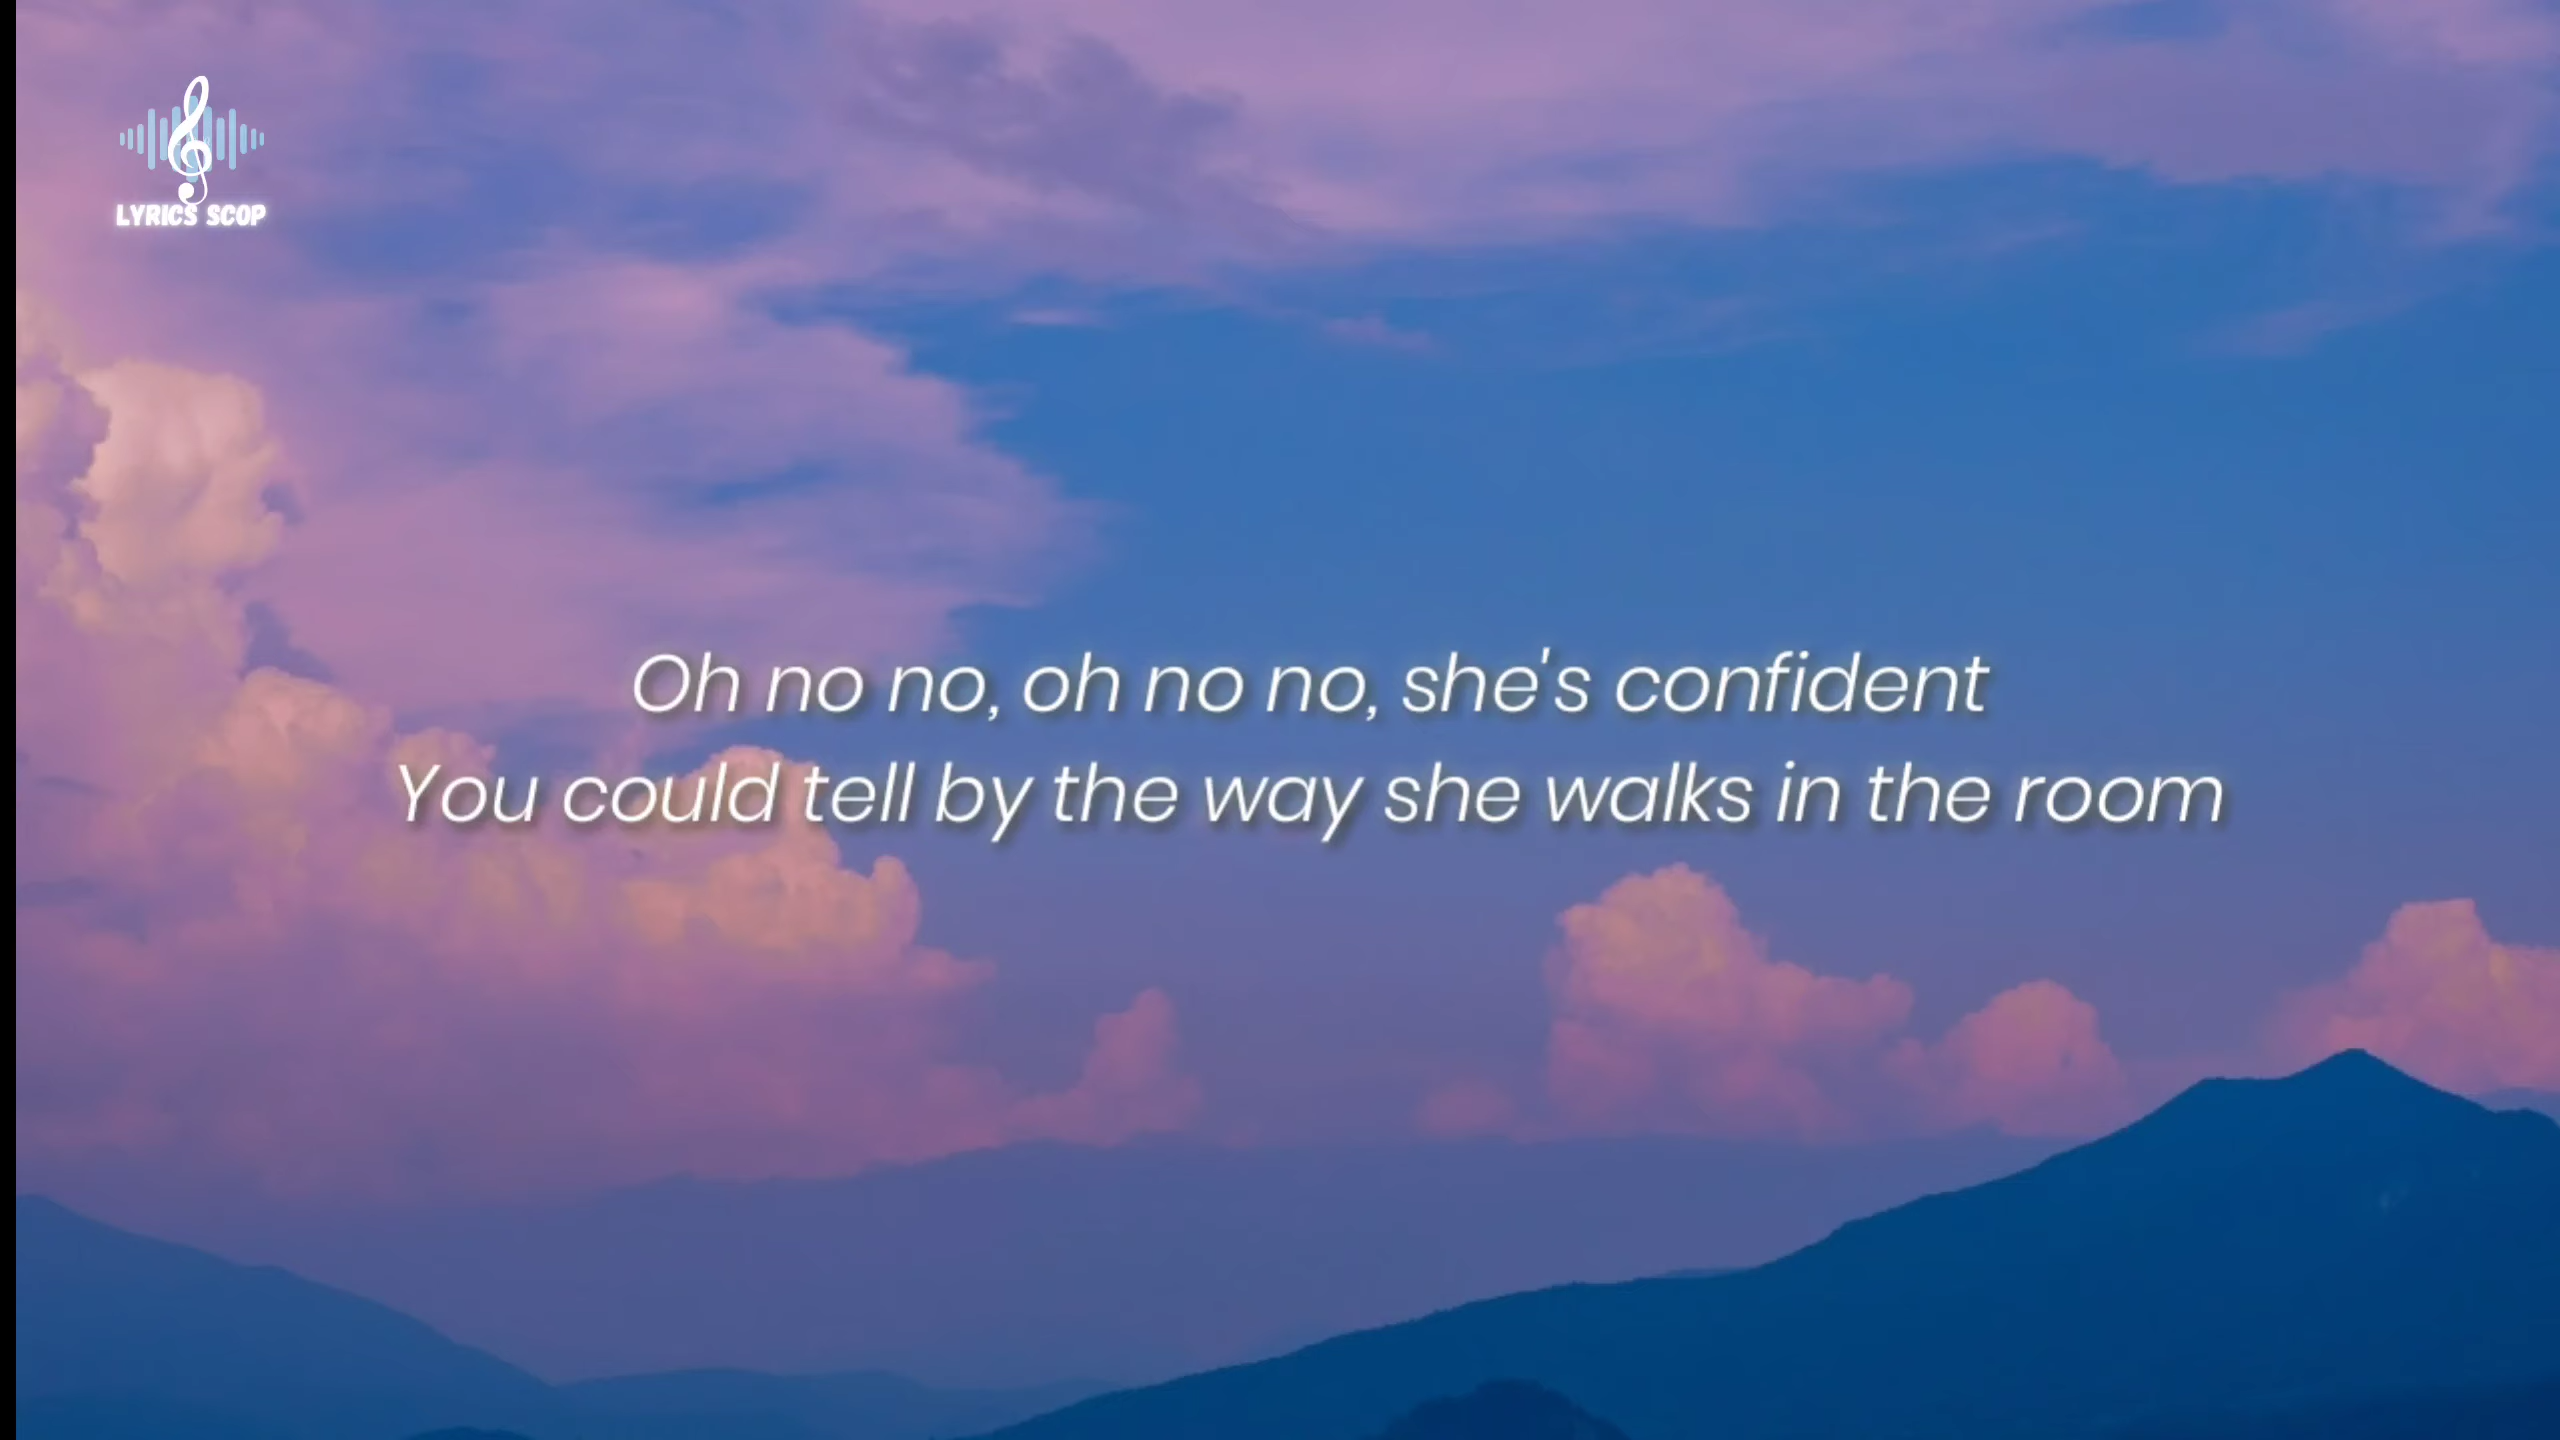 LYRICS SCOP
Oh no no, oh no no, she's confident
You could tell by the way she walks in the room